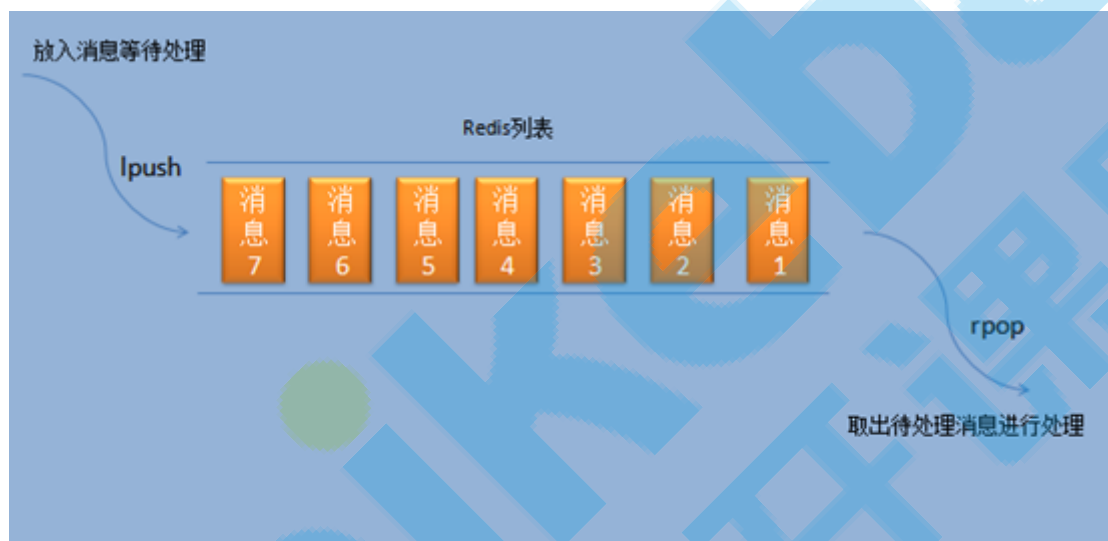 放入消息等待处理
Redis列表
lpush
消息7
消息6
消息5
消息4
消息3
消息2
消息1
rpop
取出待处理消息进行处理